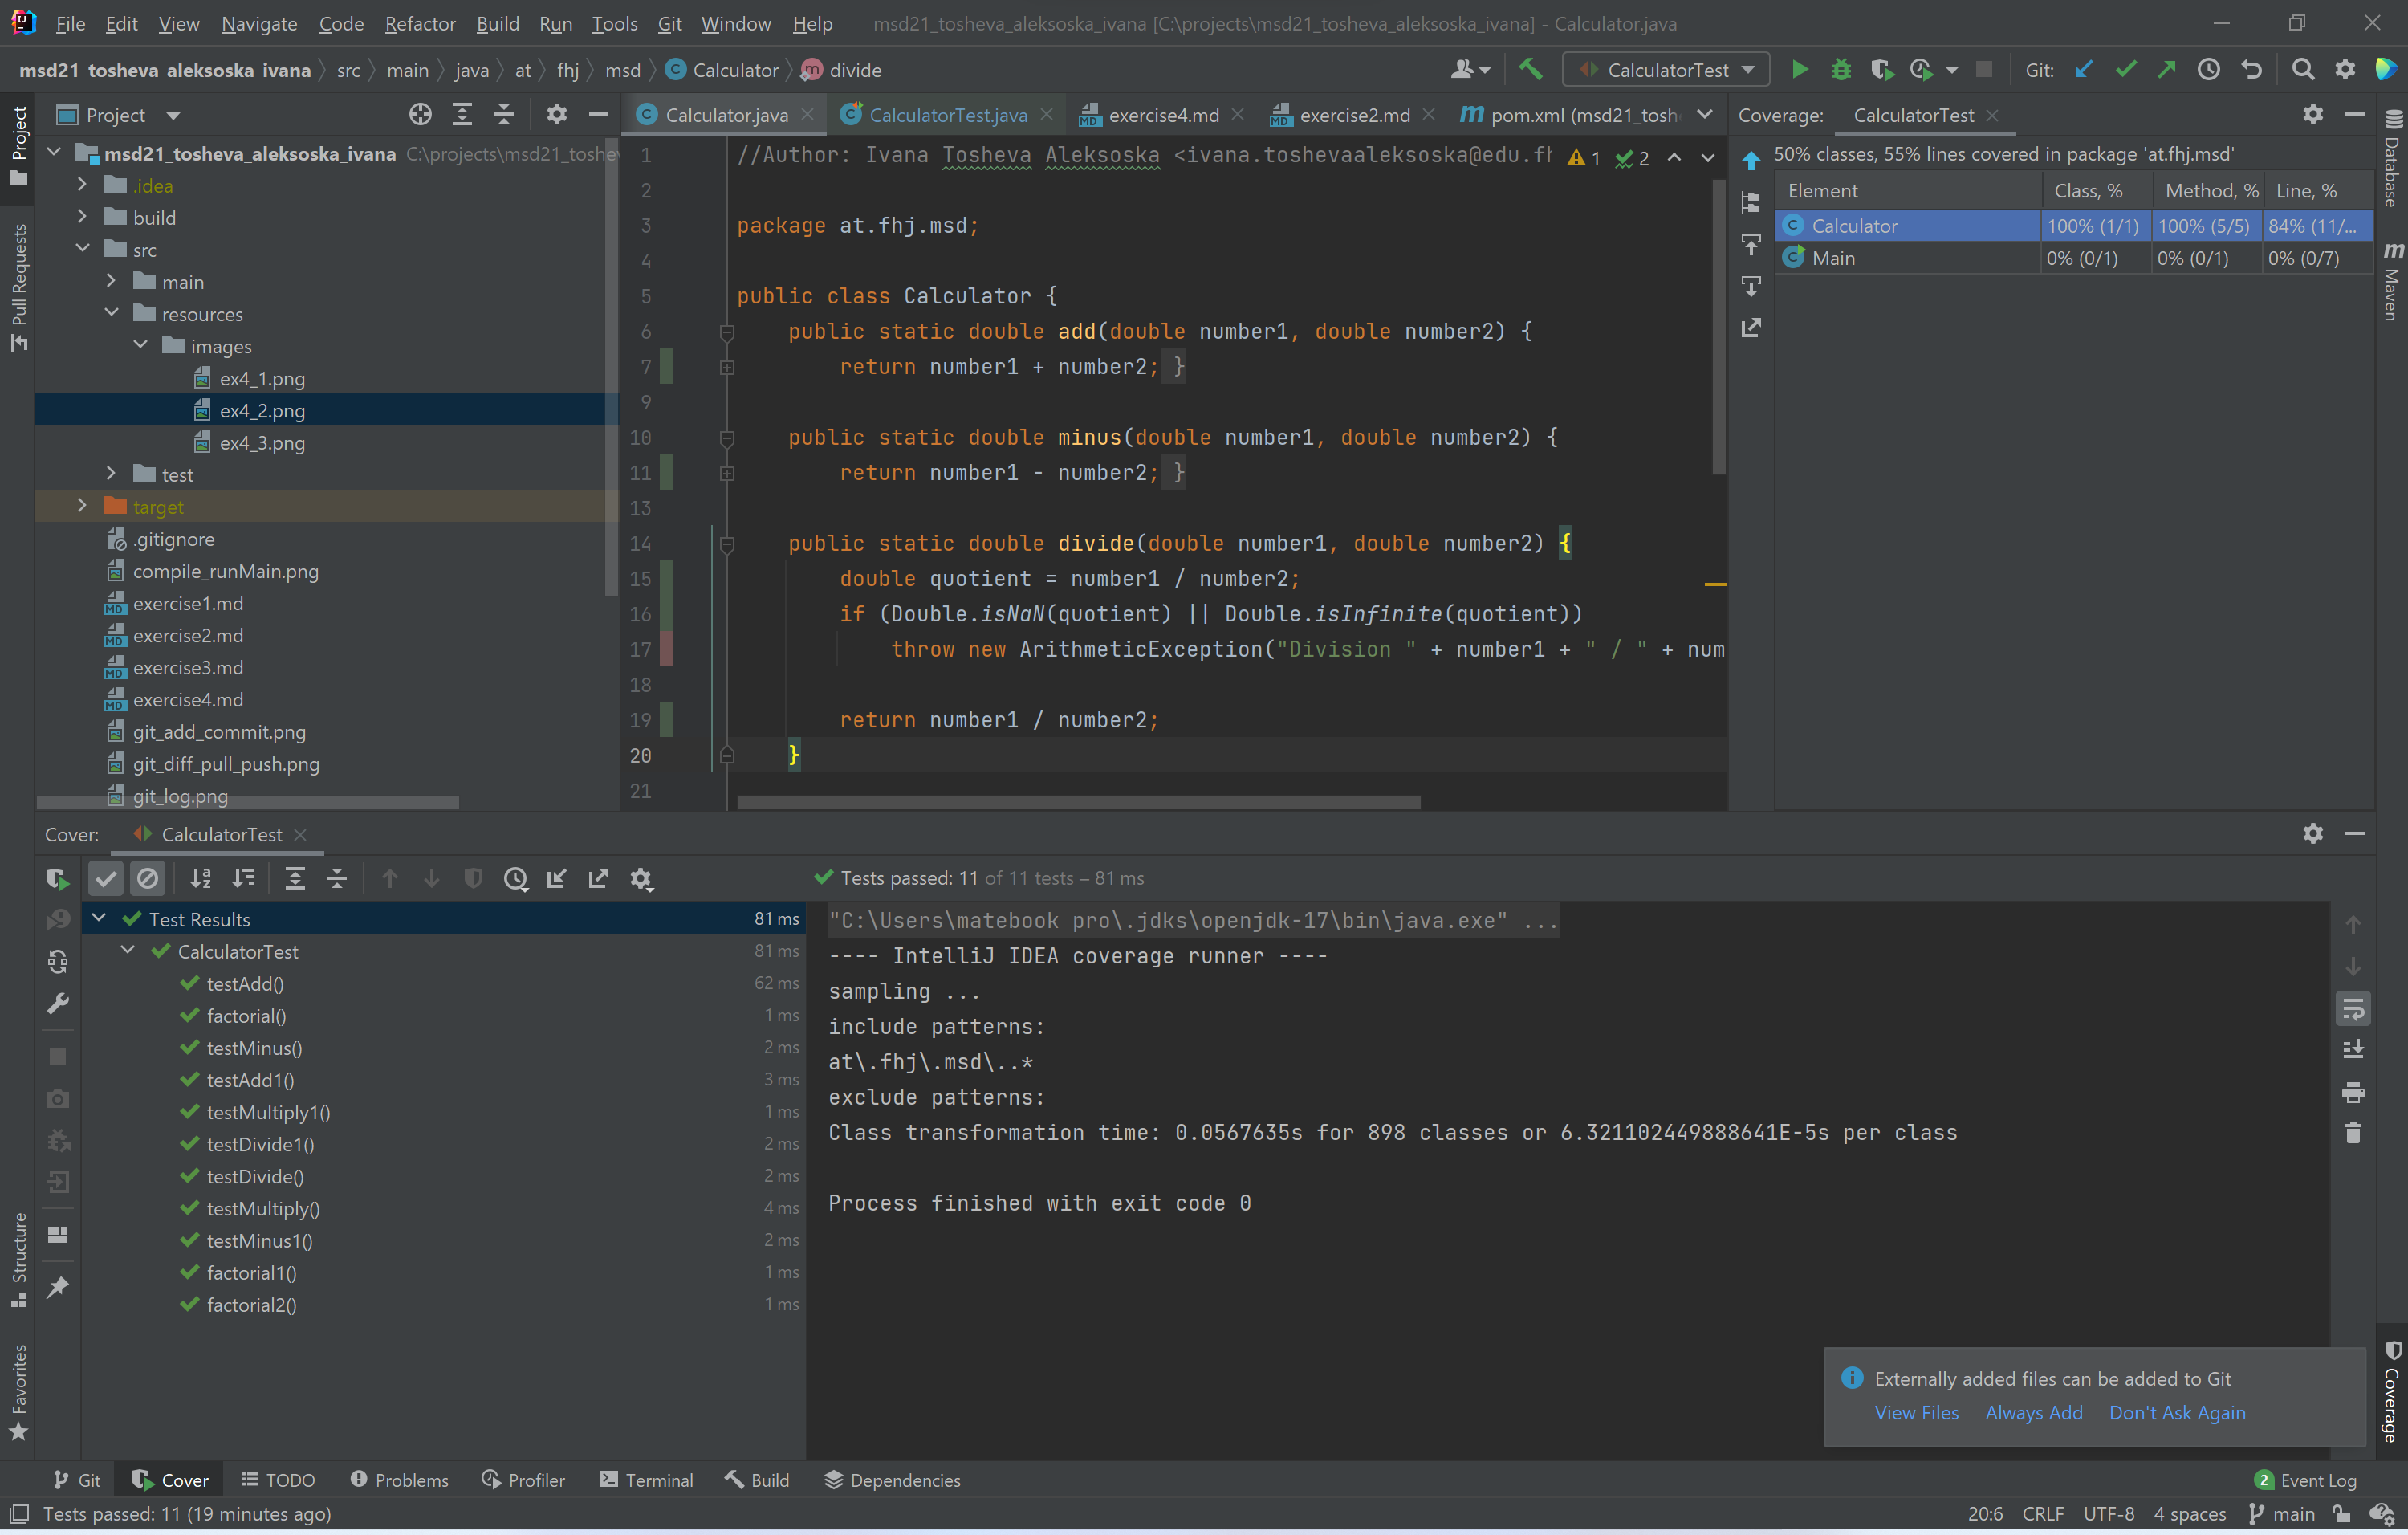 File Edit View Navigate Code Refactor Build Run Tools Git Window Help msd21_tosheva_aleksoska_ivana [C:\projects\msd21_tosheva_aleksoska_ivana] - Calculator.java
msd21_tosheva_aleksoska_ivana src main java at fhj msd Calculator divide CalculatorTest Git:
Project
Pull Requests
Structure
Favorites
Project
msd21_tosheva_aleksoska_ivana C:\projects\msd21_toshev
.idea
build
src
main
resources
images
ex4_1.png
ex4_2.png
ex4_3.png
test
target
.gitignore
compile_runMain.png
exercise1.md
exercise2.md
exercise3.md
exercise4.md
git_add_commit.png
git_diff_pull_push.png
git_log.png
Calculator.java CalculatorTest.java exercise4.md exercise2.md pom.xml (msd21_tosh
1 //Author: Ivana Tosheva Aleksoska <ivana.toshevaaleksoska@edu.fh 1 2
2
3 package at.fhj.msd;
4
5 public class Calculator {
6 public static double add(double number1, double number2) {
7 return number1 + number2; }
9
10 public static double minus(double number1, double number2) {
11 return number1 - number2; }
13
14 public static double divide(double number1, double number2) {
15 double quotient = number1 / number2;
16 if (Double.isNaN(quotient) || Double.isInfinite(quotient))
17 throw new ArithmeticException("Division " + number1 + " / " + num
18
19 return number1 / number2;
20 }
21
Coverage: CalculatorTest
50% classes, 55% lines covered in package 'at.fhj.msd'
Element Class, % Method, % Line, %
Calculator 100% (1/1) 100% (5/5) 84% (11/...
Main 0% (0/1) 0% (0/1) 0% (0/7)
Database
Maven
Coverage
Cover: CalculatorTest
Tests passed: 11 of 11 tests – 81 ms
Test Results 81 ms
CalculatorTest 81 ms
testAdd() 62 ms
factorial() 1 ms
testMinus() 2 ms
testAdd1() 3 ms
testMultiply1() 1 ms
testDivide1() 2 ms
testDivide() 2 ms
testMultiply() 4 ms
testMinus1() 2 ms
factorial1() 1 ms
factorial2() 1 ms
"C:\Users\matebook pro\.jdks\openjdk-17\bin\java.exe" ...
---- IntelliJ IDEA coverage runner ----
sampling ...
include patterns:
at\.fhj\.msd\..*
exclude patterns:
Class transformation time: 0.0567635s for 898 classes or 6.321102449888641E-5s per class
Process finished with exit code 0
Externally added files can be added to Git
View Files Always Add Don't Ask Again
Git Cover TODO Problems Profiler Terminal Build Dependencies 2 Event Log
Tests passed: 11 (19 minutes ago) 20:6 CRLF UTF-8 4 spaces main